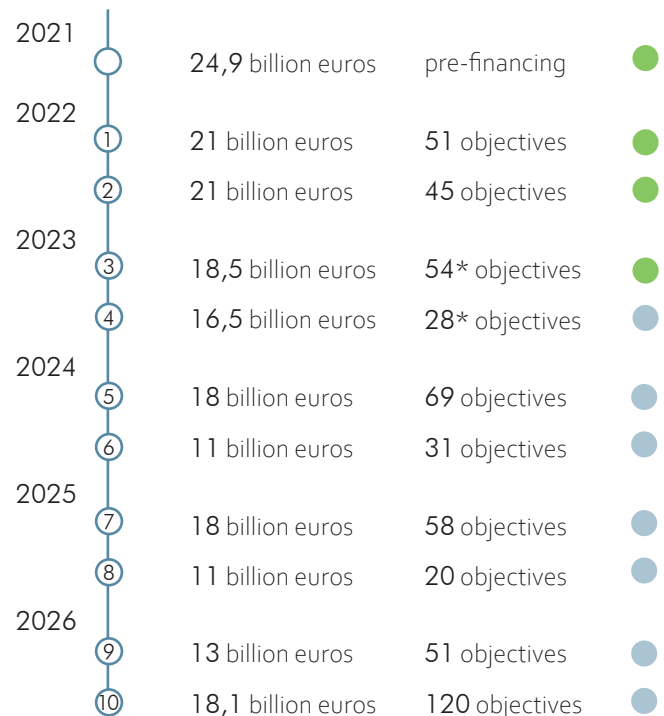 2021
24,9 billion euros pre-financing
2022
1 21 billion euros 51 objectives
2 21 billion euros 45 objectives
2023
3 18,5 billion euros 54* objectives
4 16,5 billion euros 28* objectives
2024
5 18 billion euros 69 objectives
6 11 billion euros 31 objectives
2025
7 18 billion euros 58 objectives
8 11 billion euros 20 objectives
2026
9 13 billion euros 51 objectives
10 18,1 billion euros 120 objectives